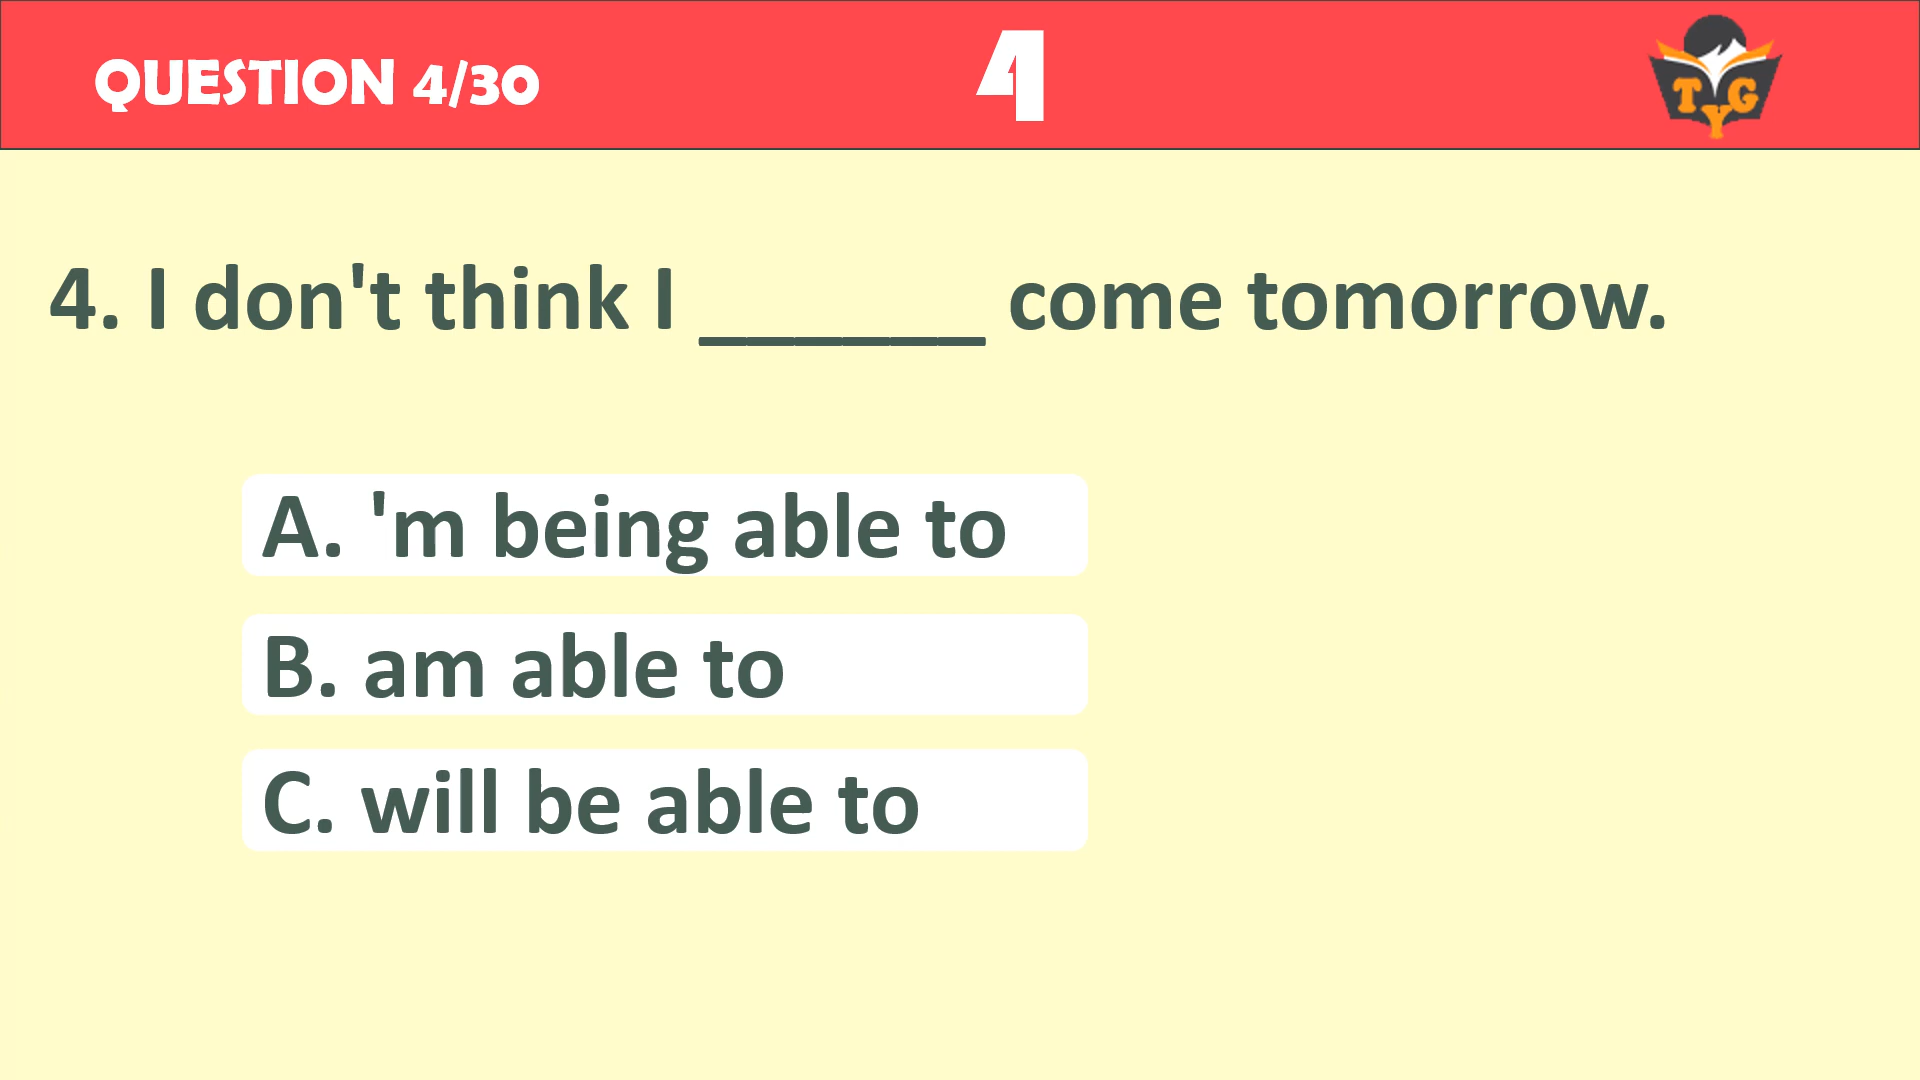 QUESTION 4/30
4
TYG
4. I don't think I ______ come tomorrow.
A. 'm being able to
B. am able to
C. will be able to